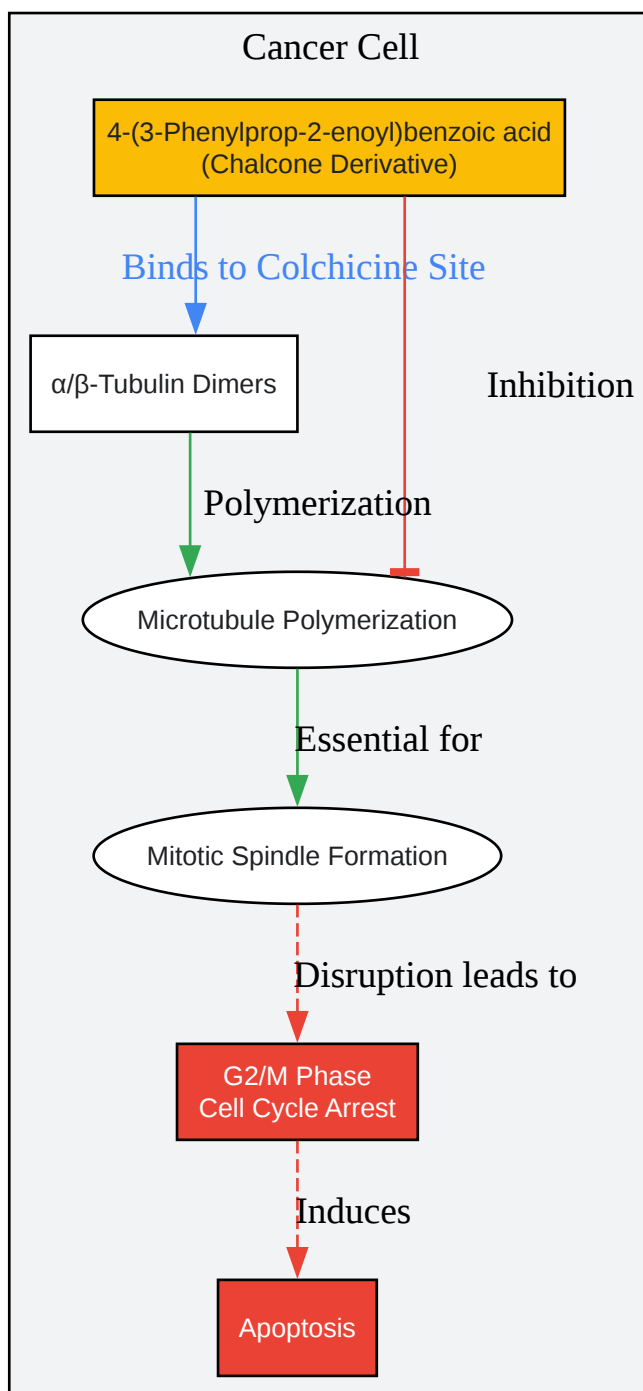 Cancer Cell
4-(3-Phenylprop-2-enoyl)benzoic acid
(Chalcone Derivative)
Binds to Colchicine Site
α/β-Tubulin Dimers
Inhibition
Polymerization
Microtubule Polymerization
Essential for
Mitotic Spindle Formation
Disruption leads to
G2/M Phase
Cell Cycle Arrest
Induces
Apoptosis